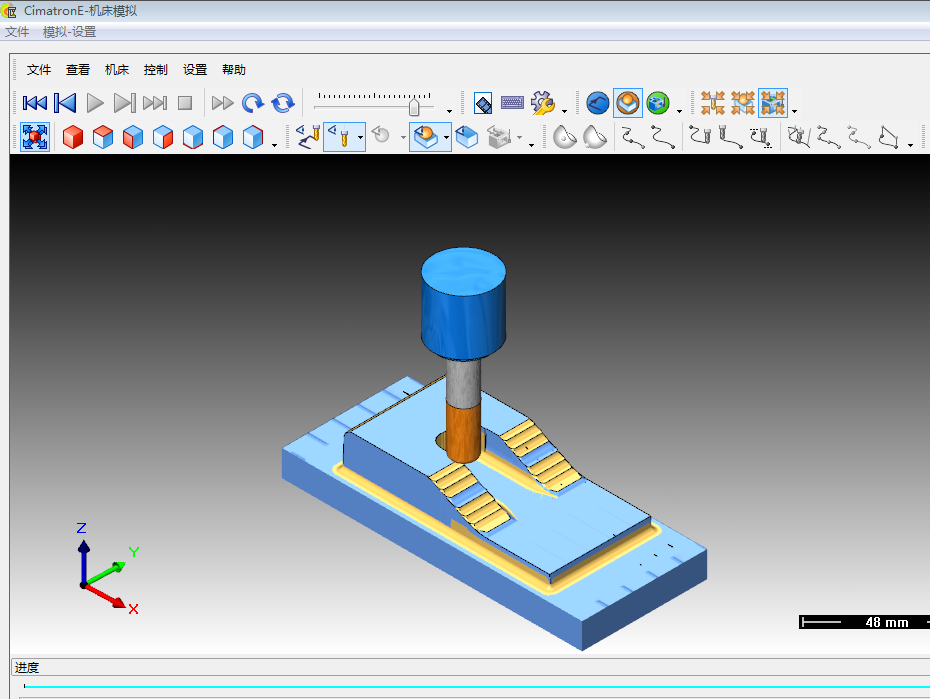 CimatronE-机床模拟
文件 模拟-设置
文件 查看 机床 控制 设置 帮助
Z
Y
X
48 mm
进度